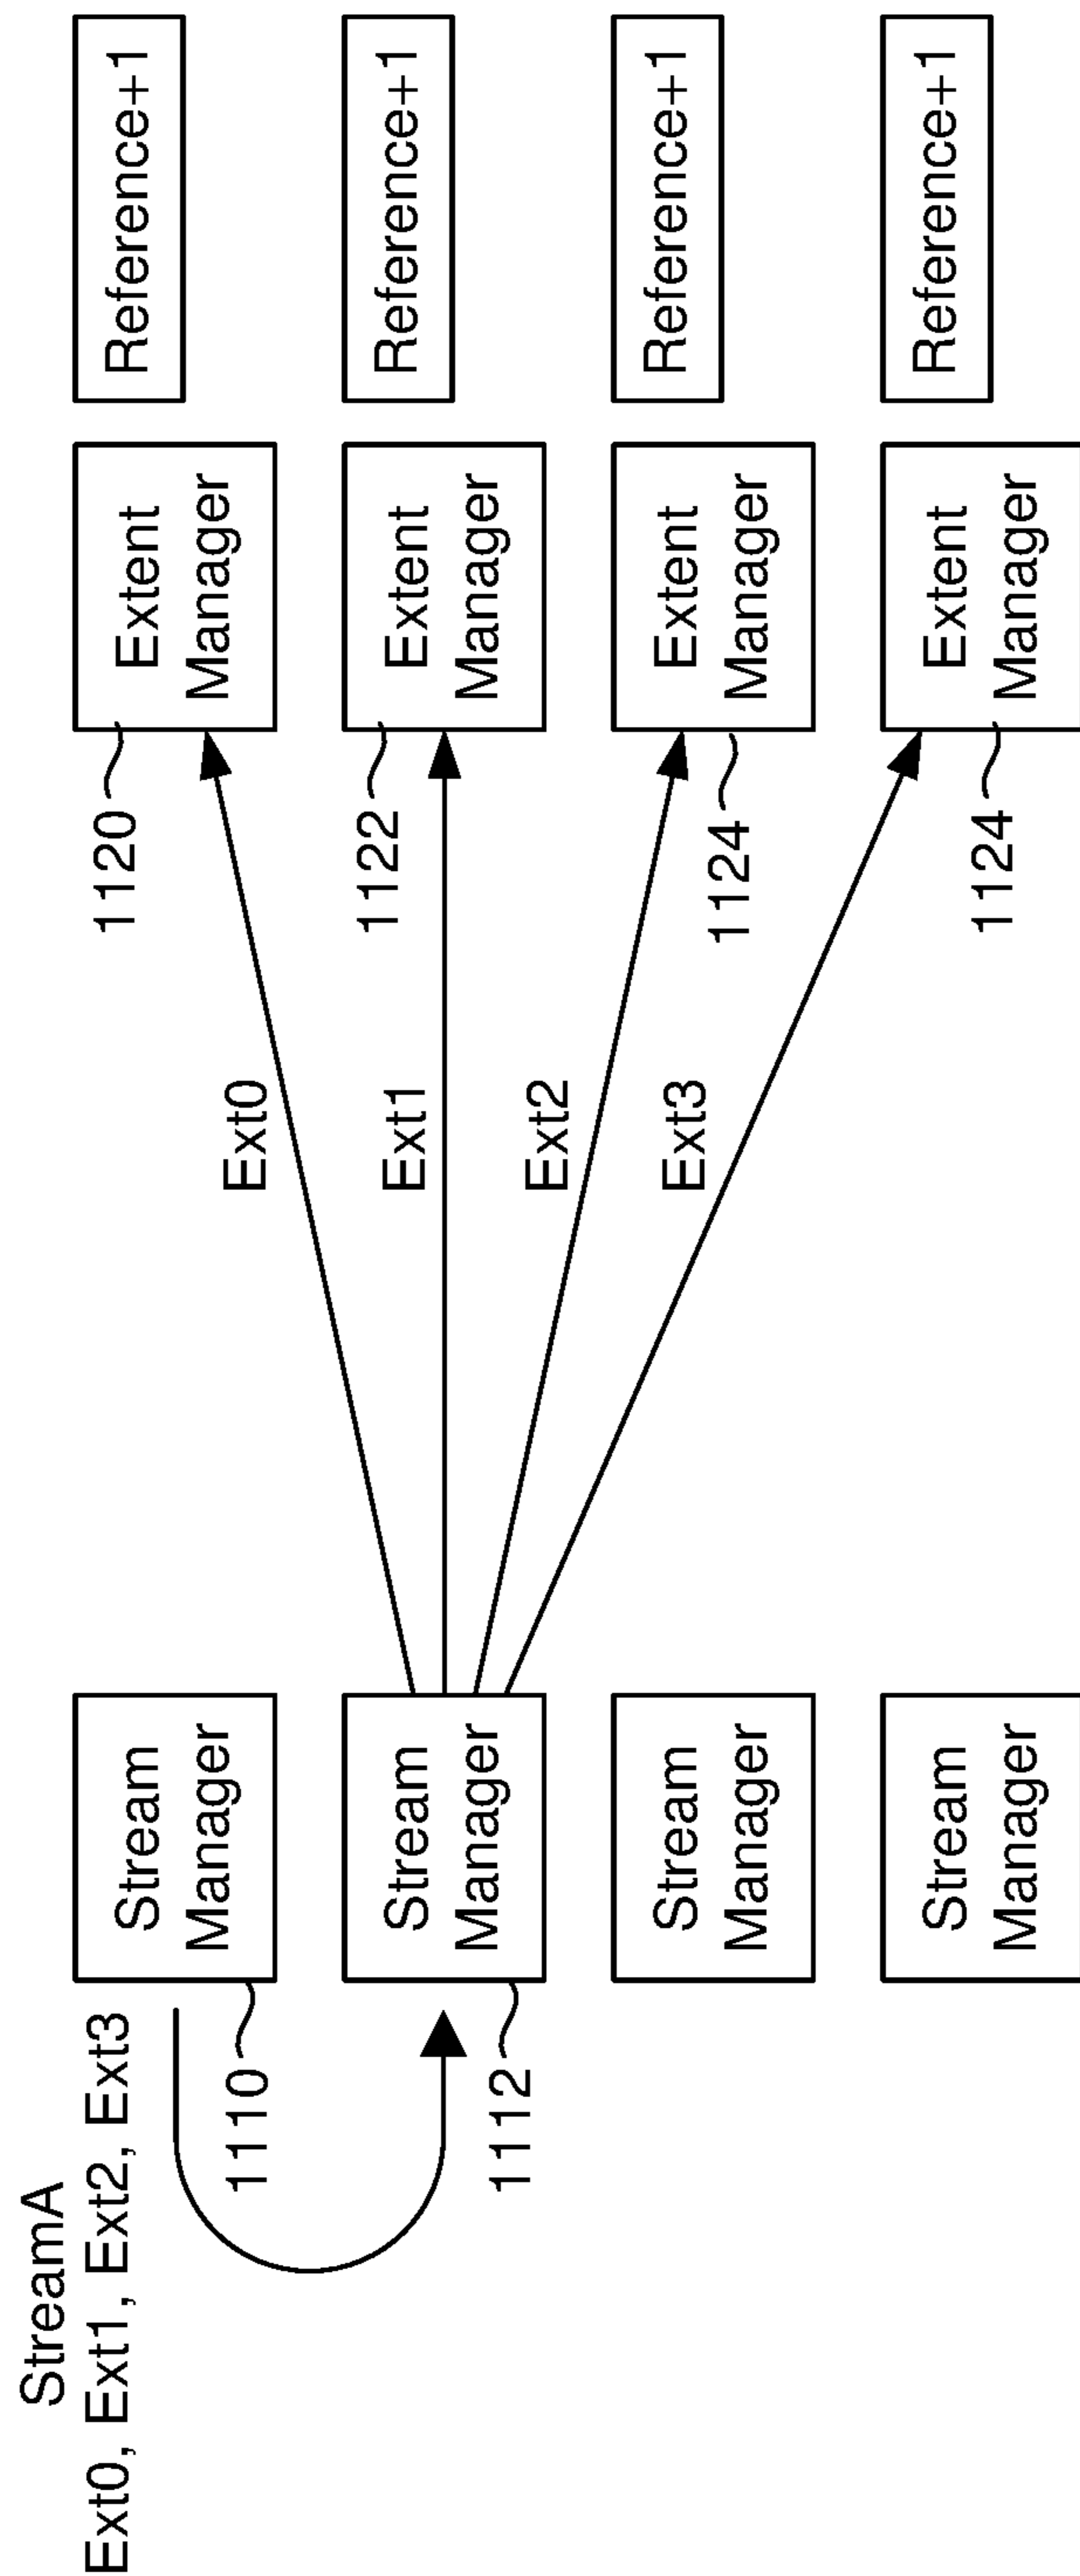 StreamA
Ext0, Ext1, Ext2, Ext3
1110
Stream
Manager
1112
Stream
Manager
Stream
Manager
Stream
Manager
Ext0
Ext1
Ext2
Ext3
1120
Extent
Manager
Reference+1
1122
Extent
Manager
Reference+1
1124
Extent
Manager
Reference+1
1124
Extent
Manager
Reference+1